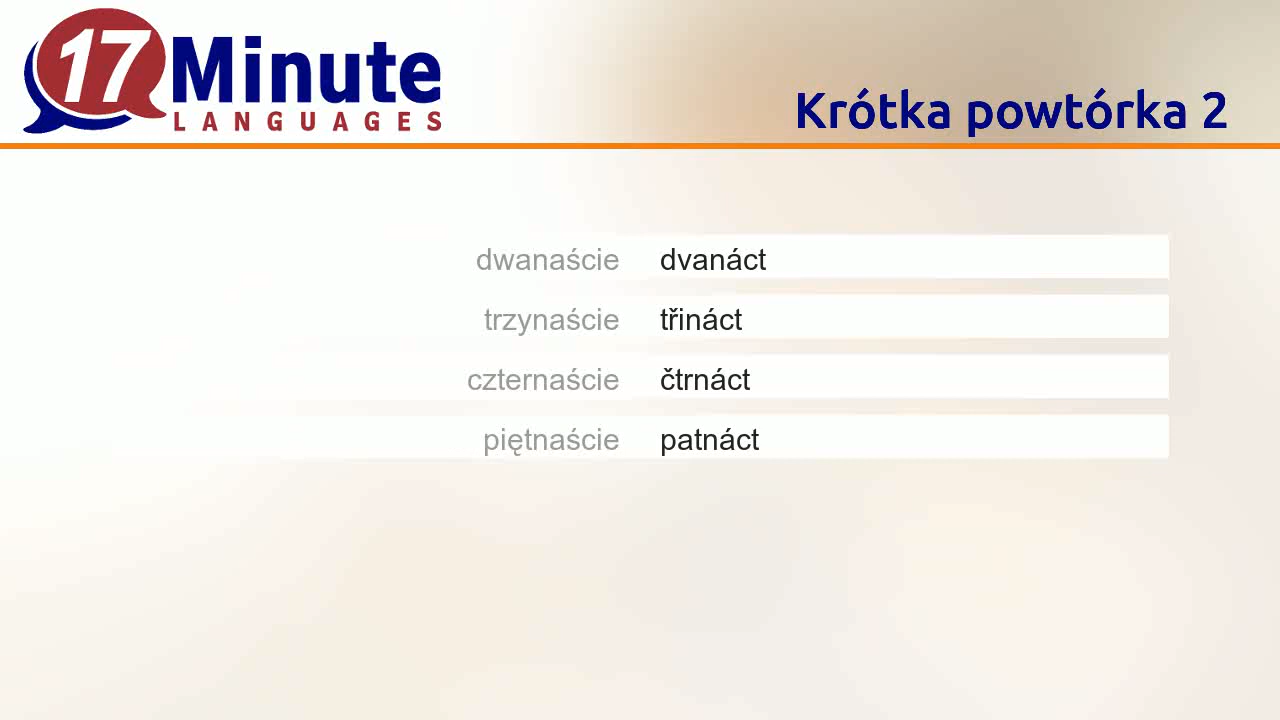 17 Minute
LANGUAGES
Krótka powtórka 2
dwanaście dvanáct
trzynaście třináct
czternaście čtrnáct
piętnaście patnáct